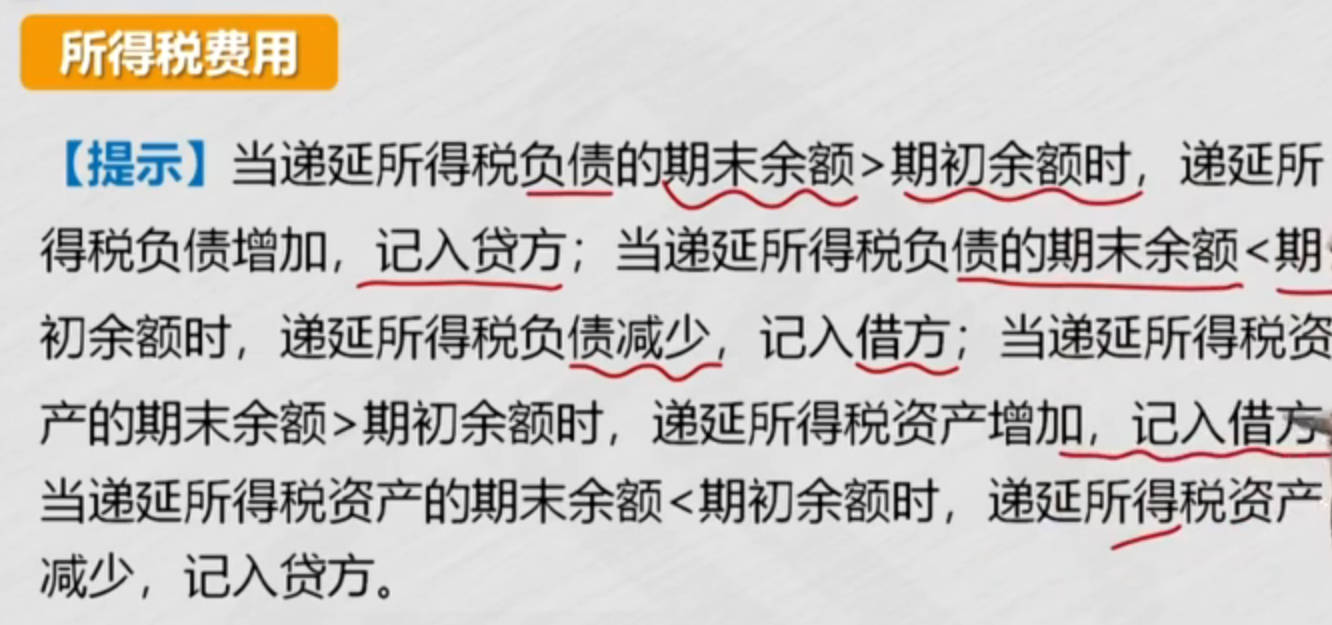 所得税费用
【提示】当递延所得税负债的期末余额>期初余额时，递延所
得税负债增加，记入贷方；当递延所得税负债的期末余额<期
初余额时，递延所得税负债减少，记入借方；当递延所得税资
产的期末余额>期初余额时，递延所得税资产增加，记入借方
当递延所得税资产的期末余额<期初余额时，递延所得税资产
减少，记入贷方。